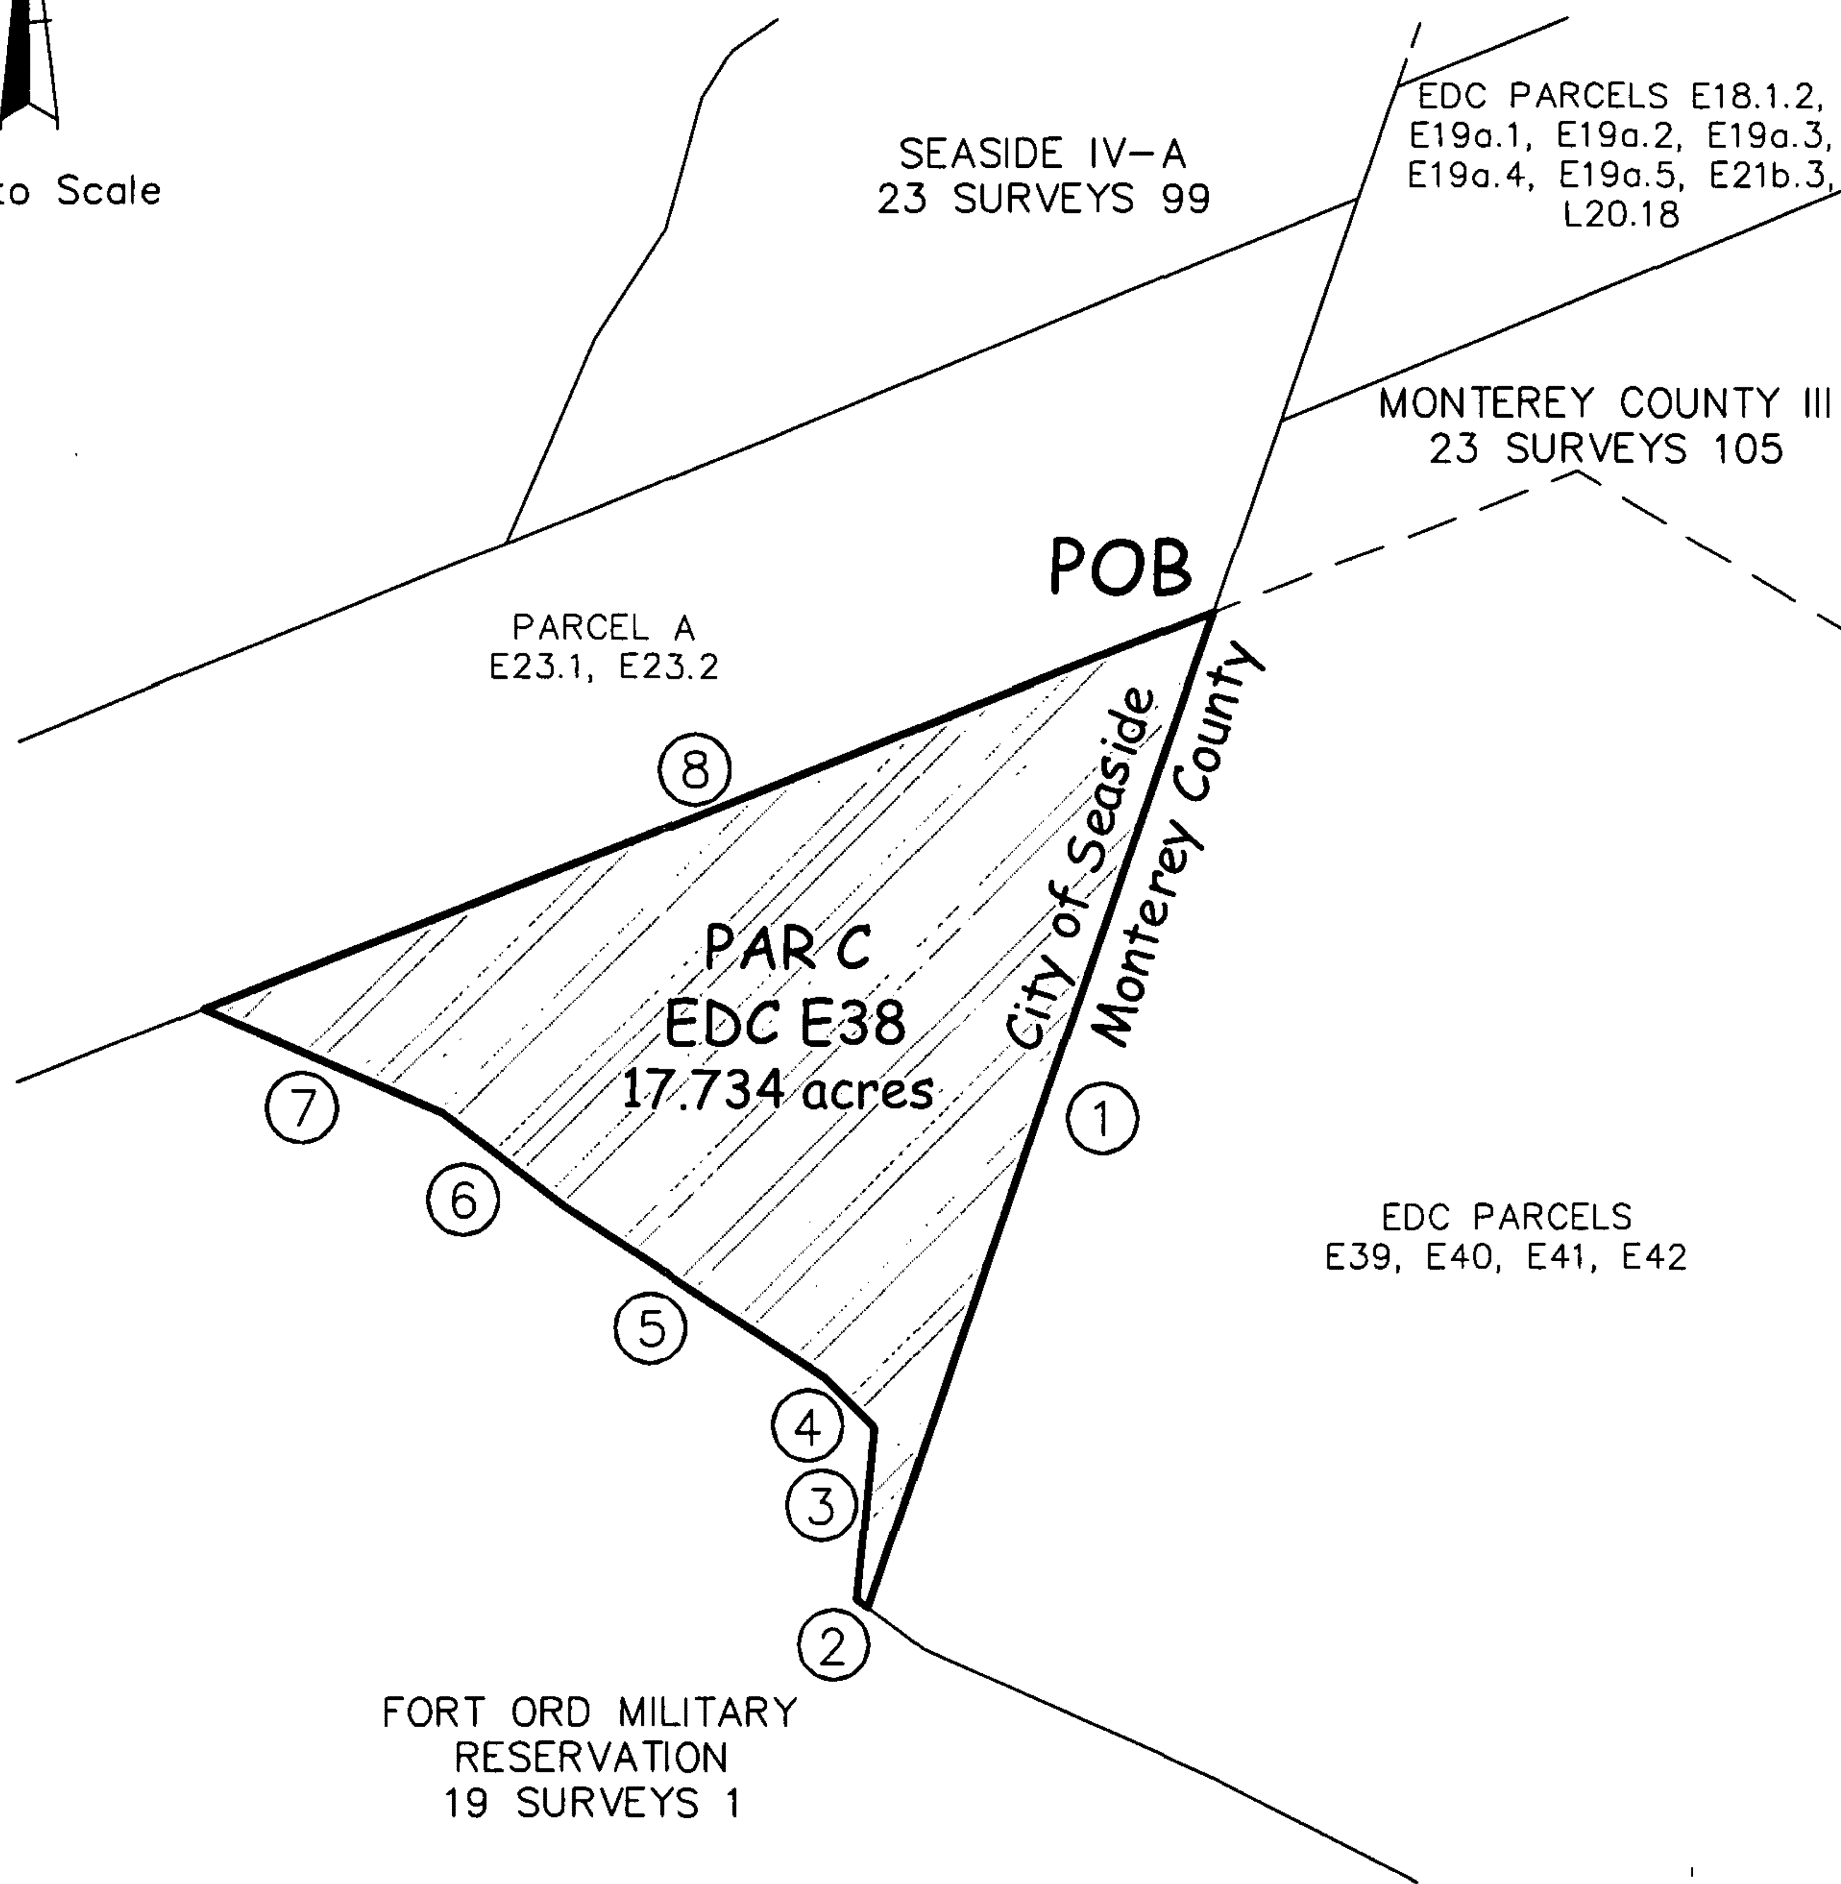 EDC PARCELS E18.1.2,
E19a.1, E19a.2, E19a.3,
E19a.4, E19a.5, E21b.3,
L20.18
SEASIDE IV-A
23 SURVEYS 99
to Scale
MONTEREY COUNTY III
23 SURVEYS 105
POB
PARCEL A
E23.1, E23.2
City of Seaside
Monterey County
8
PAR C
EDC E38
17.734 acres
7
1
6
EDC PARCELS
E39, E40, E41, E42
5
4
3
2
FORT ORD MILITARY
RESERVATION
19 SURVEYS 1